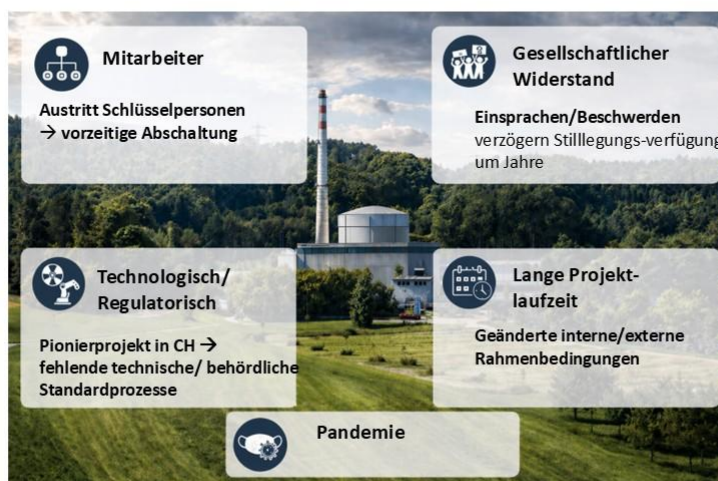 Mitarbeiter
Austritt Schlüsselpersonen
→ vorzeitige Abschaltung
Gesellschaftlicher
Widerstand
Einsprachen/Beschwerden
verzögern Stilllegungs-verfügung
um Jahre
Technologisch/
Regulatorisch
Pionierprojekt in CH →
fehlende technische/ behördliche
Standardprozesse
Lange Projekt-
laufzeit
Geänderte interne/externe
Rahmenbedingungen
Pandemie